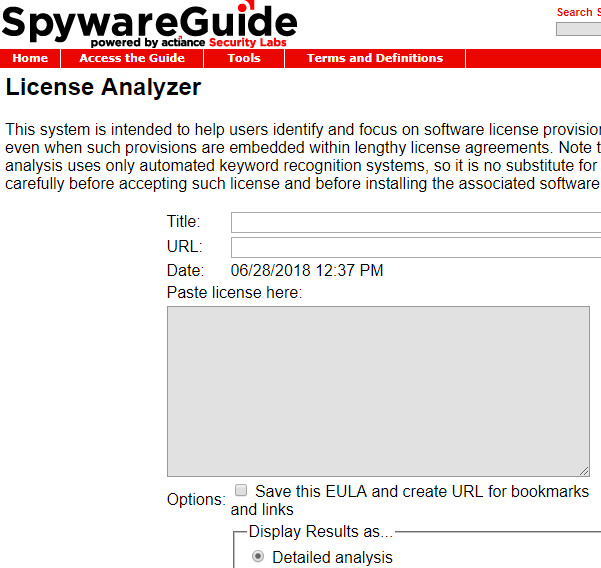 SpywareGuide
powered by actiance Security Labs
Search S
Home Access the Guide Tools Terms and Definitions
License Analyzer
This system is intended to help users identify and focus on software license provision
even when such provisions are embedded within lengthy license agreements. Note t
analysis uses only automated keyword recognition systems, so it is no substitute for
carefully before accepting such license and before installing the associated software
Title:
URL:
Date: 06/28/2018 12:37 PM
Paste license here:
Options: Save this EULA and create URL for bookmarks
and links
Display Results as...
Detailed analysis